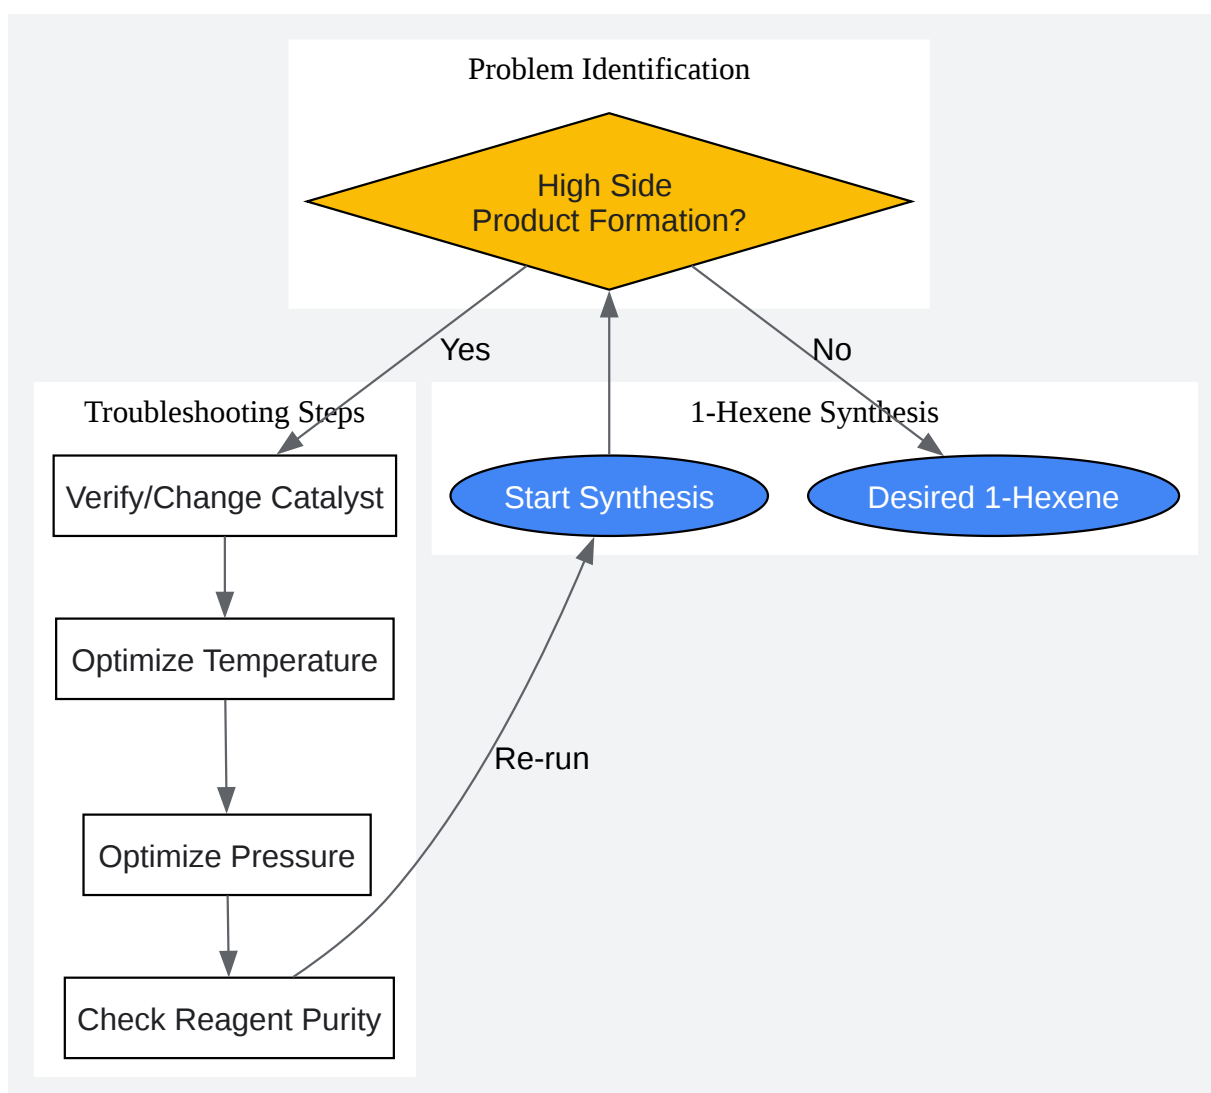 Problem Identification
High Side
Product Formation?
Yes
No
Troubleshooting Steps
1-Hexene Synthesis
Verify/Change Catalyst
Start Synthesis
Desired 1-Hexene
Optimize Temperature
Re-run
Optimize Pressure
Check Reagent Purity